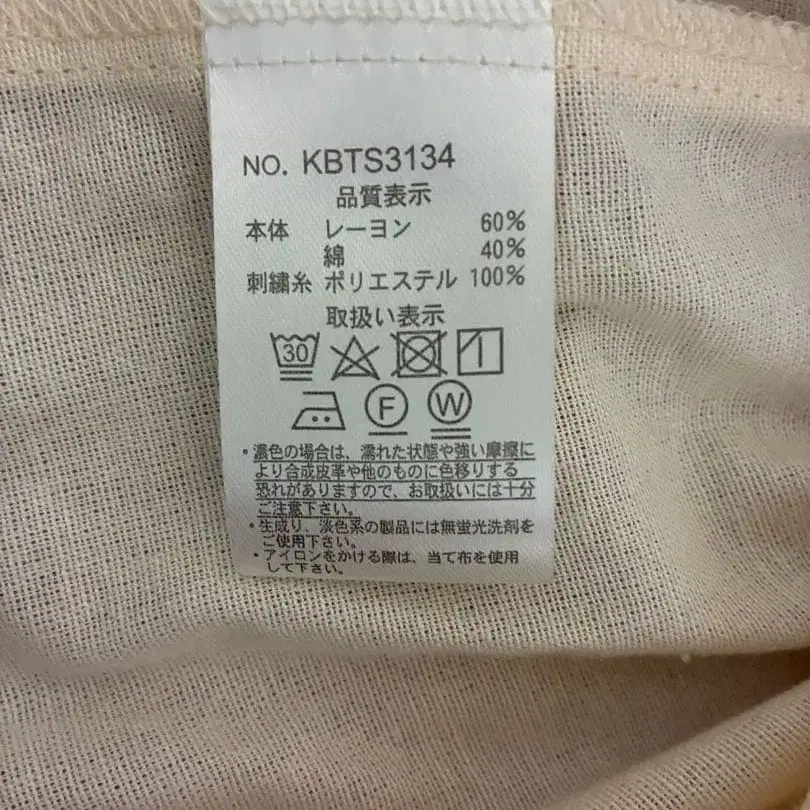 NO. KBTS3134
品質表示
本体 レーヨン 60%
綿 40%
刺繍糸 ポリエステル 100%
取扱い表示
30
F W
・濃色の場合は、濡れた状態や強い摩擦に
より合成皮革や他のものに色移りする
恐れがありますので、お取扱いには十分
ご注意下さい。
・生成り、淡色系の製品には無蛍光洗剤を
ご使用下さい。
・アイロンをかける際は、当て布を使用
して下さい。